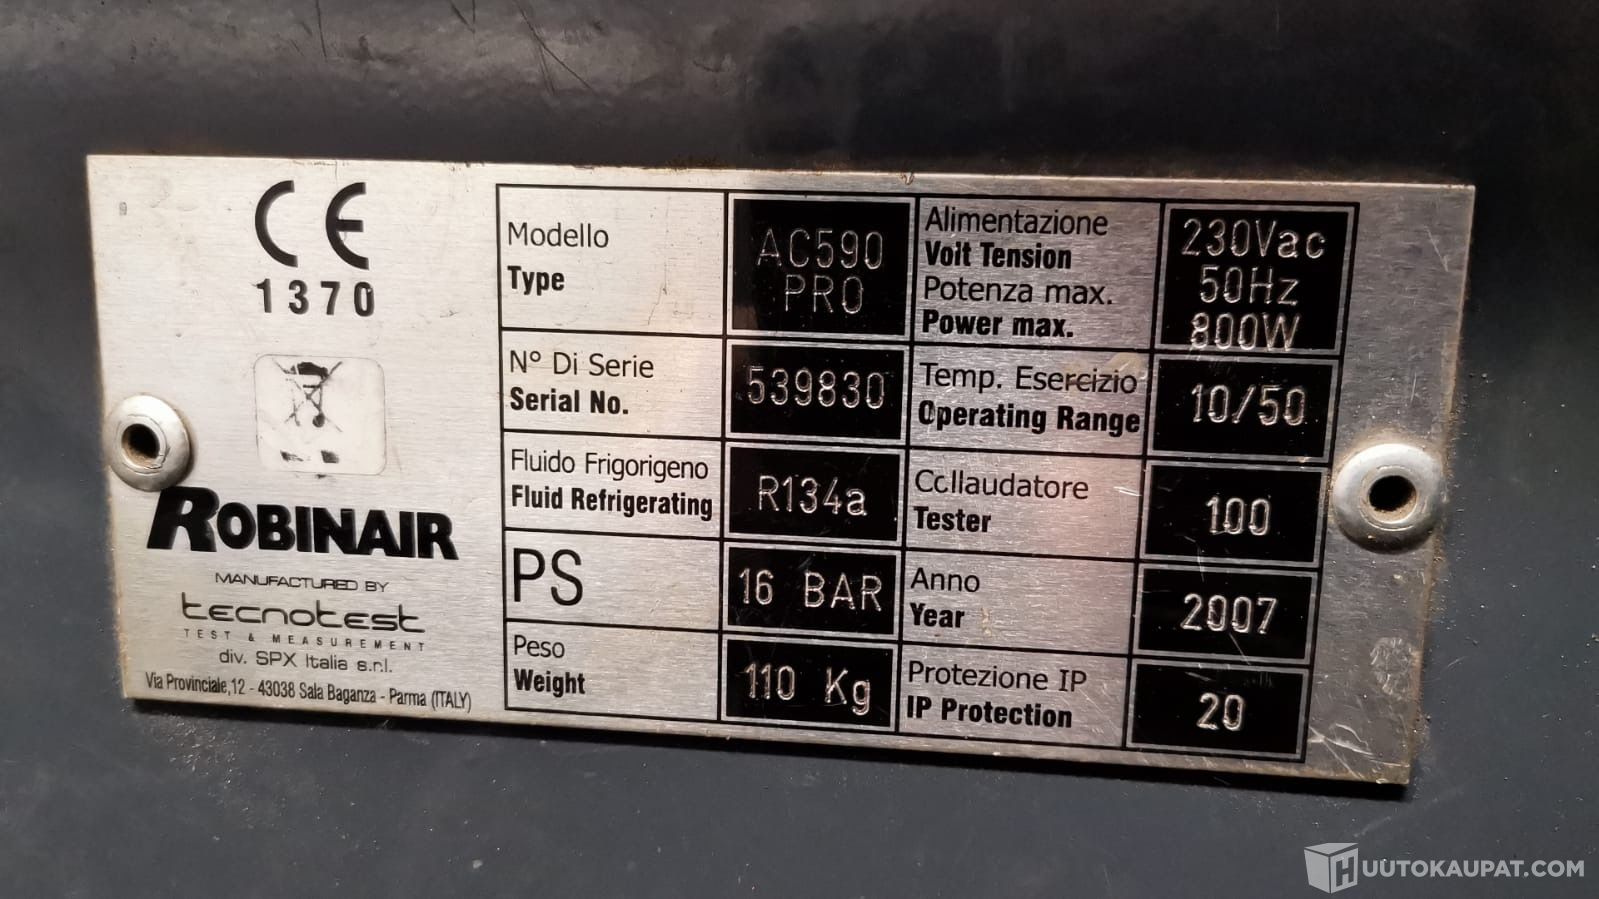 CE
1370
ROBINAIR
MANUFACTURED BY
tecnotest
TEST & MEASUREMENT
div. SPX Italia s.r.l.
Via Provinciale,12 - 43038 Sala Baganza - Parma (ITALY)
Modello
Type
AC590
PRO
N° Di Serie
Serial No.
539830
Fluido Frigorigeno
Fluid Refrigerating
R134a
PS
16 BAR
Peso
Weight
110 Kg
Alimentazione
Volt Tension
Potenza max.
Power max.
230Vac
50Hz
800W
Temp. Esercizio
Operating Range
10/50
Collaudatore
Tester
100
Anno
Year
2007
Protezione IP
IP Protection
20
HUUTOKAUPAT.COM